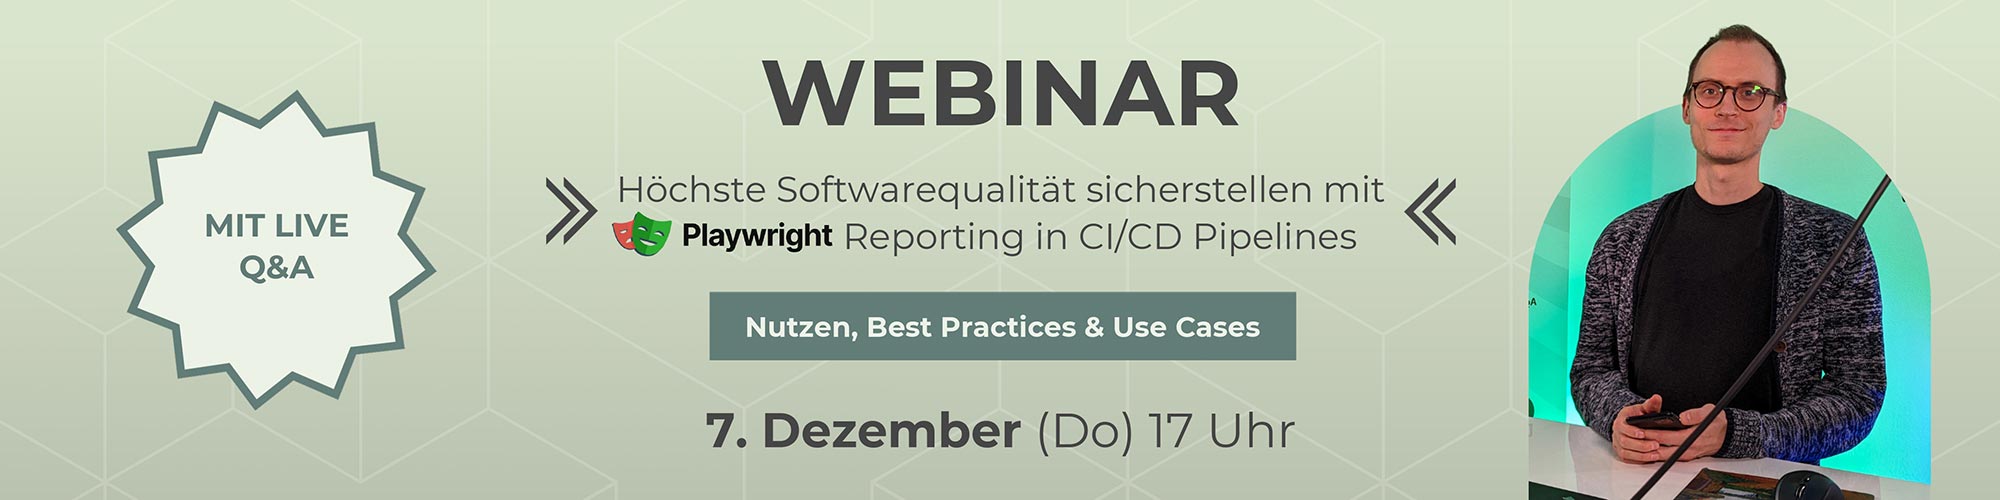 WEBINAR
Höchste Softwarequalität sicherstellen mit
Playwright Reporting in CI/CD Pipelines
Nutzen, Best Practices & Use Cases
7. Dezember (Do) 17 Uhr
MIT LIVE
Q&A